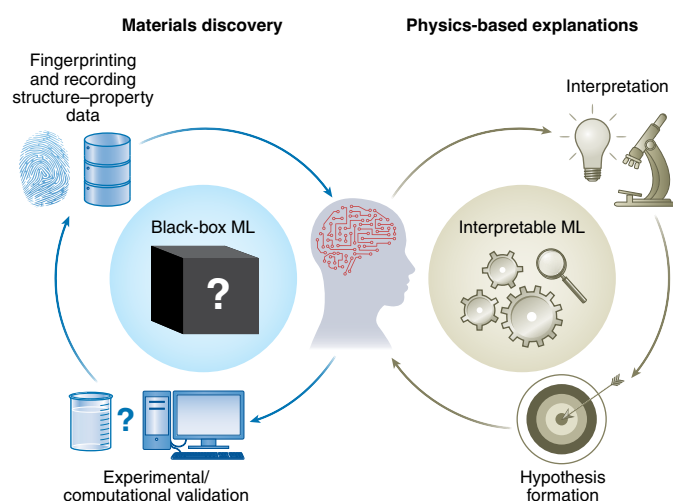 Materials discovery
Physics-based explanations
Fingerprinting
and recording
structure–property
data
Interpretation
Black-box ML
?
Interpretable ML
?
Experimental/
computational validation
Hypothesis
formation